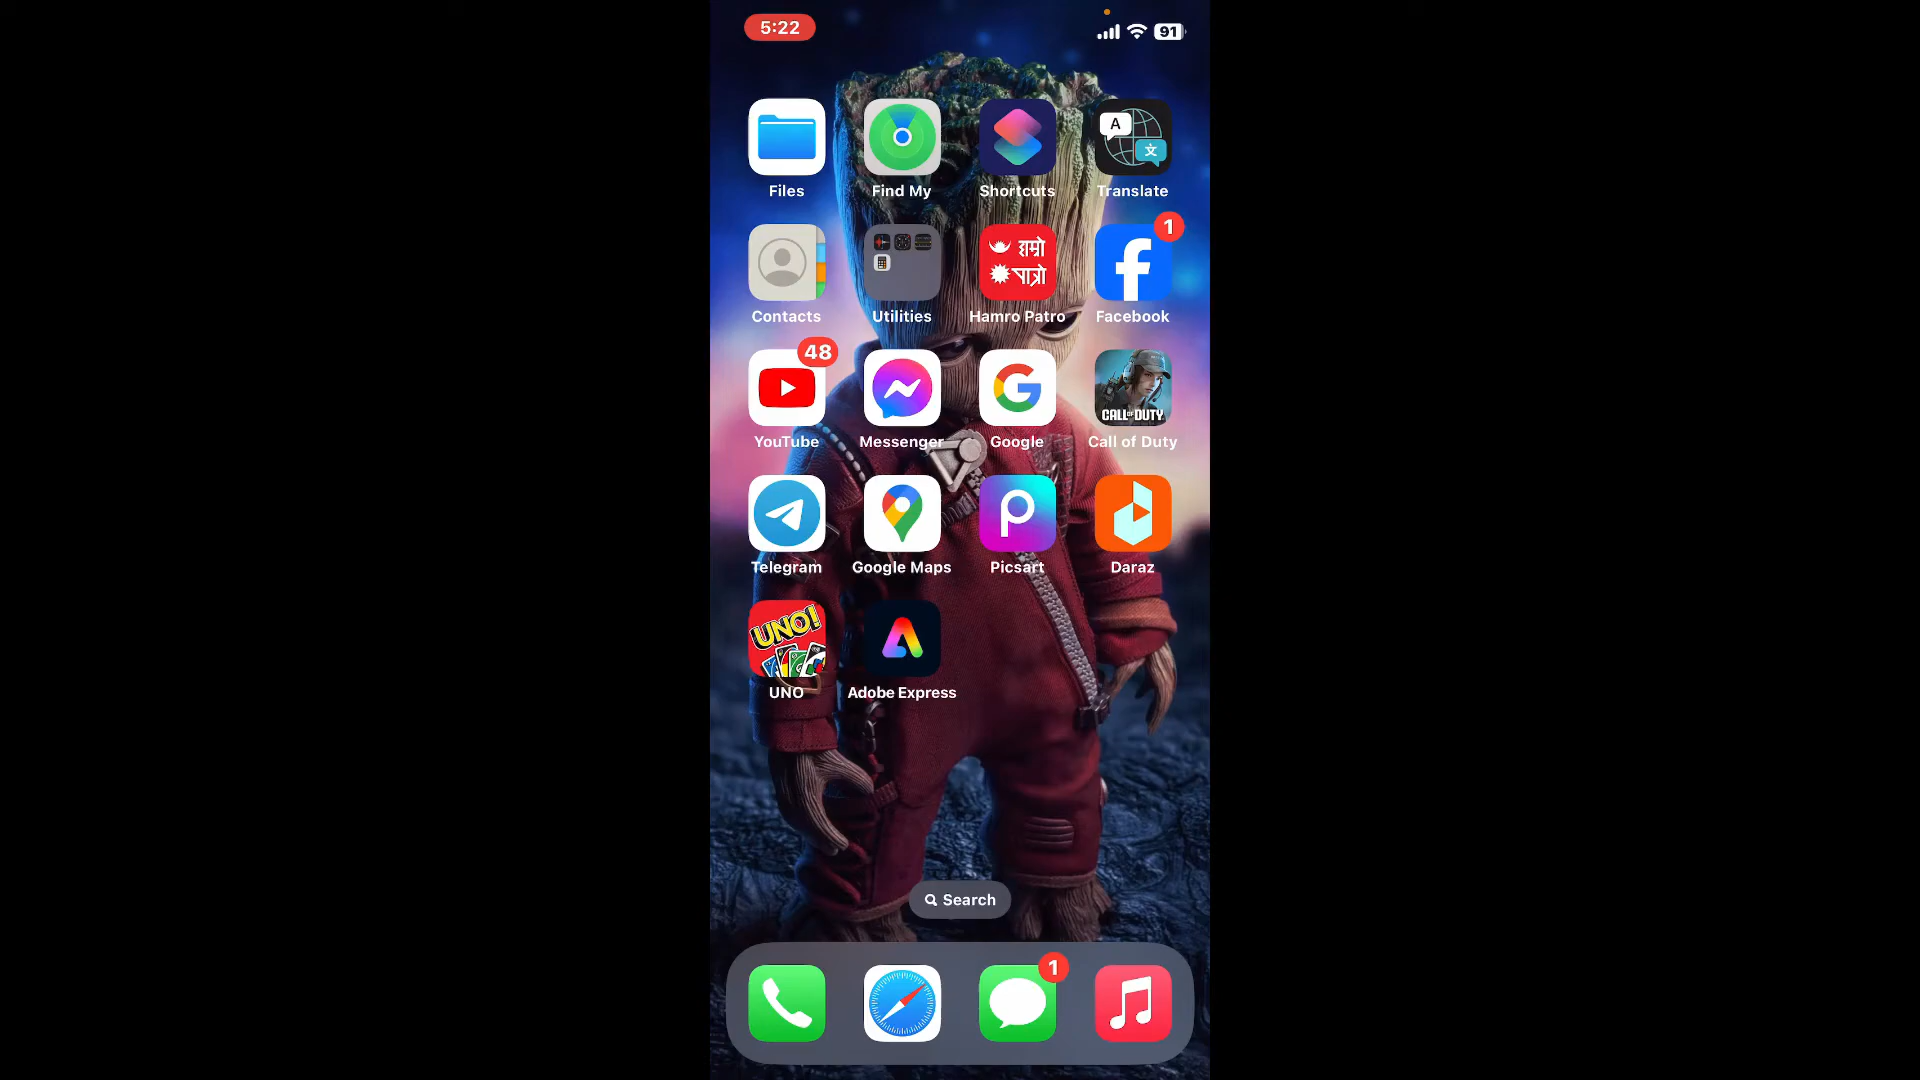 5:22
91
A
文
Files
Find My
Shortcuts
Translate
हाम्रो
पात्रो
1
Contacts
Utilities
Hamro Patro
Facebook
48
CALL OF DUTY
YouTube
Messenger
Google
Call of Duty
Telegram
Google Maps
Picsart
Daraz
UNO!
UNO
Adobe Express
Search
1